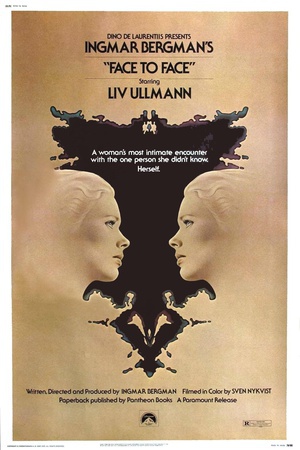 DINO DE LAURENTIIS PRESENTS
INGMAR BERGMAN'S
"FACE TO FACE"
Starring
LIV ULLMANN
A woman's most intimate encounter
with the one person she didn't know.
Herself.
Written, Directed and Produced by INGMAR BERGMAN Filmed in Color by SVEN NYKVIST
Paperback published by Pantheon Books A Paramount Release
R